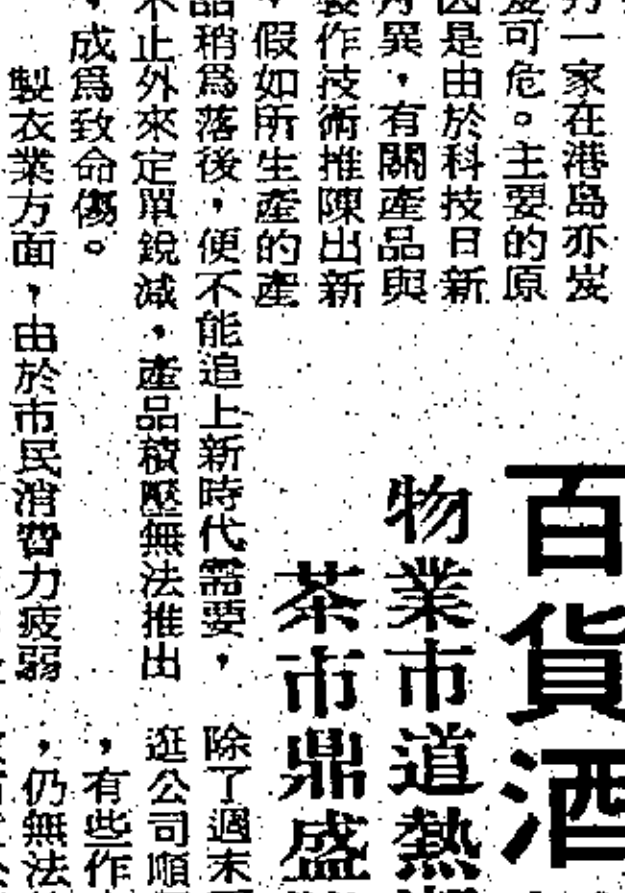 一家在港島亦岌
岌可危。主要的原
因是由於科技日新
月異，有關產品與
製作技術推陳出新
，假如所生產的產
品稍爲落後，便不能追上新時代需要，
不止外來定單銳減，產品積壓無法推出
，成爲致命傷。
製衣業方面，由於市民消費力疲弱
百貨酒
物業市道熱
茶市鼎盛
除了週末
逛公司順
，有些作
，仍無法